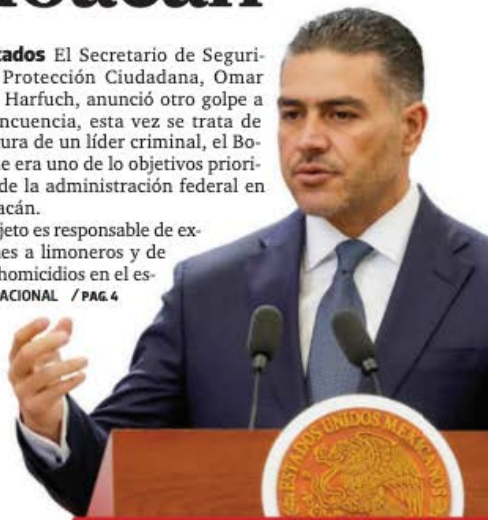 tados El Secretario de Seguri-
Protección Ciudadana, Omar
Harfuch, anunció otro golpe a
ncuencia, esta vez se trata de
ura de un líder criminal, el Bo-
e era uno de lo objetivos priori-
de la administración federal en
acán.
jeto es responsable de ex-
es a limoneros y de
homicidios en el es-
ACIONAL / PAG. 4
ESTADOS UNIDOS MEXICANOS